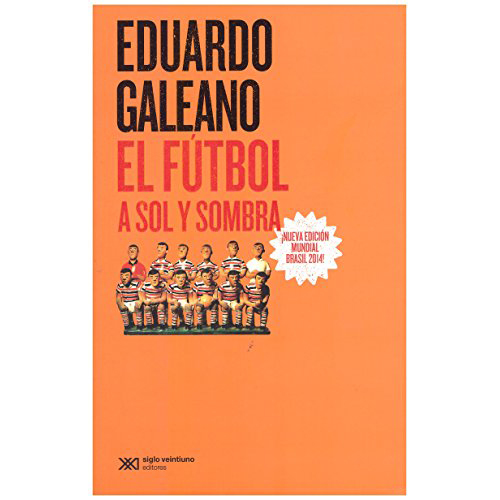 EDUARDO
GALEANO
EL FÚTBOL
A SOL Y SOMBRA
¡NUEVA EDICIÓN
MUNDIAL
BRASIL 2014!
siglo veintiuno
editores